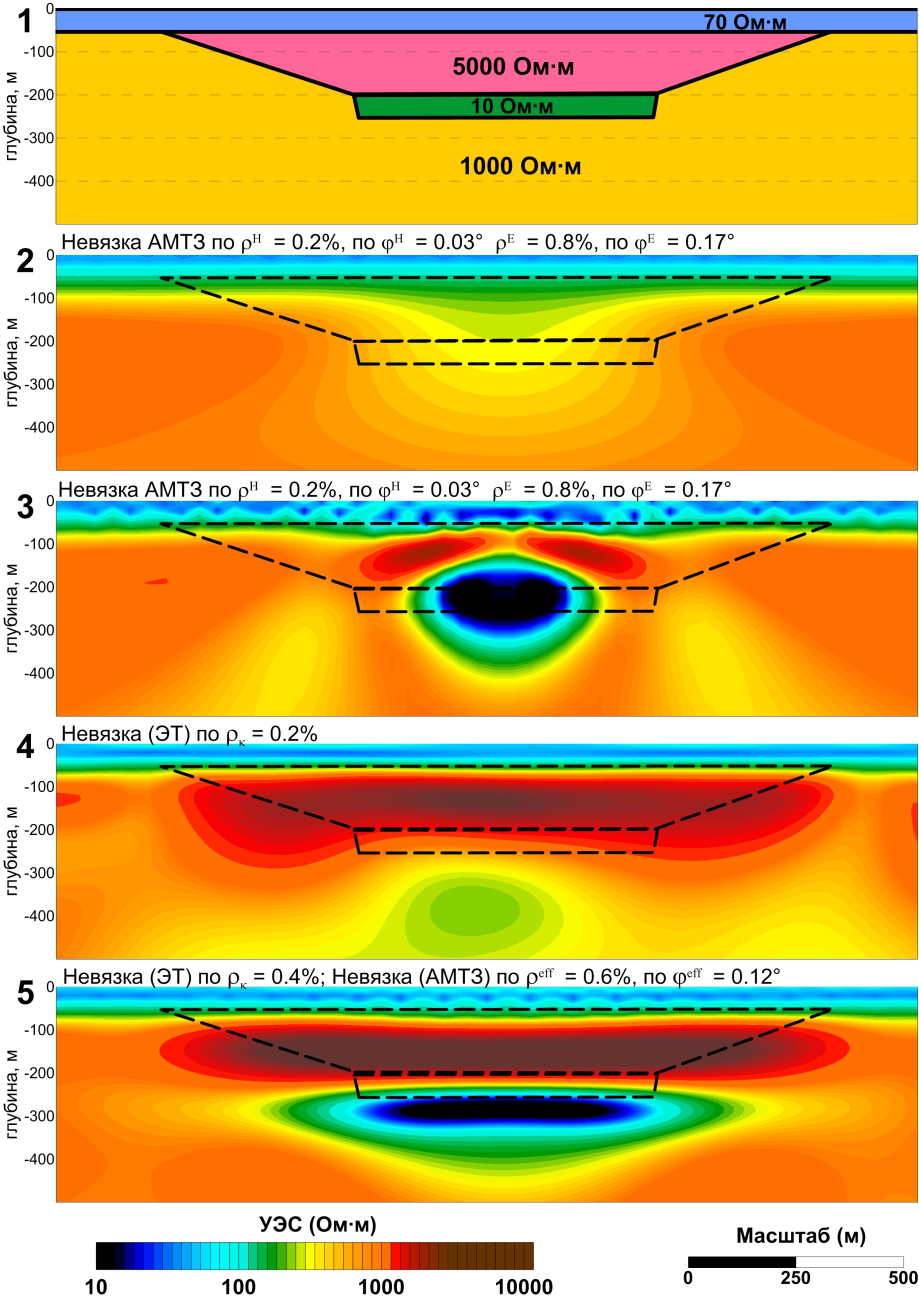 1
0
-100
-200
-300
-400
глубина, м
70 Ом·м
5000 Ом·м
10 Ом·м
1000 Ом·м
Невязка АМТЗ по ρᴴ = 0.2%, по φᴴ = 0.03° ρᴱ = 0.8%, по φᴱ = 0.17°
2
0
-100
-200
-300
-400
глубина, м
Невязка АМТЗ по ρᴴ = 0.2%, по φᴴ = 0.03° ρᴱ = 0.8%, по φᴱ = 0.17°
3
0
-100
-200
-300
-400
глубина, м
Невязка (ЭТ) по ρκ = 0.2%
4
0
-100
-200
-300
-400
глубина, м
Невязка (ЭТ) по ρκ = 0.4%; Невязка (АМТЗ) по ρeff = 0.6%, по φeff = 0.12°
5
0
-100
-200
-300
-400
глубина, м
УЭС (Ом·м)
10 100 1000 10000
Масштаб (м)
0 250 500